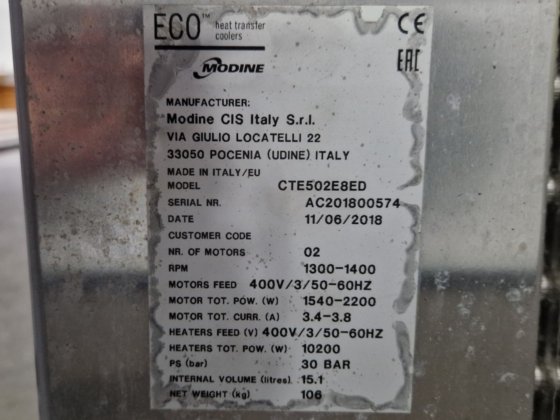 ECO™ heat transfer
coolers
CE
MODINE
EAC
MANUFACTURER:
Modine CIS Italy S.r.l.
VIA GIULIO LOCATELLI 22
33050 POCENIA (UDINE) ITALY
MADE IN ITALY/EU
MODEL CTE502E8ED
SERIAL NR. AC201800574
DATE 11/06/2018
CUSTOMER CODE
NR. OF MOTORS 02
RPM 1300-1400
MOTORS FEED 400V/3/50-60HZ
MOTOR TOT. POW. (W) 1540-2200
MOTOR TOT. CURR. (A) 3.4-3.8
HEATERS FEED (V) 400V/3/50-60HZ
HEATERS TOT. POW. (W) 10200
PS (bar) 30 BAR
INTERNAL VOLUME (litres) 15.1
NET WEIGHT (kg) 106